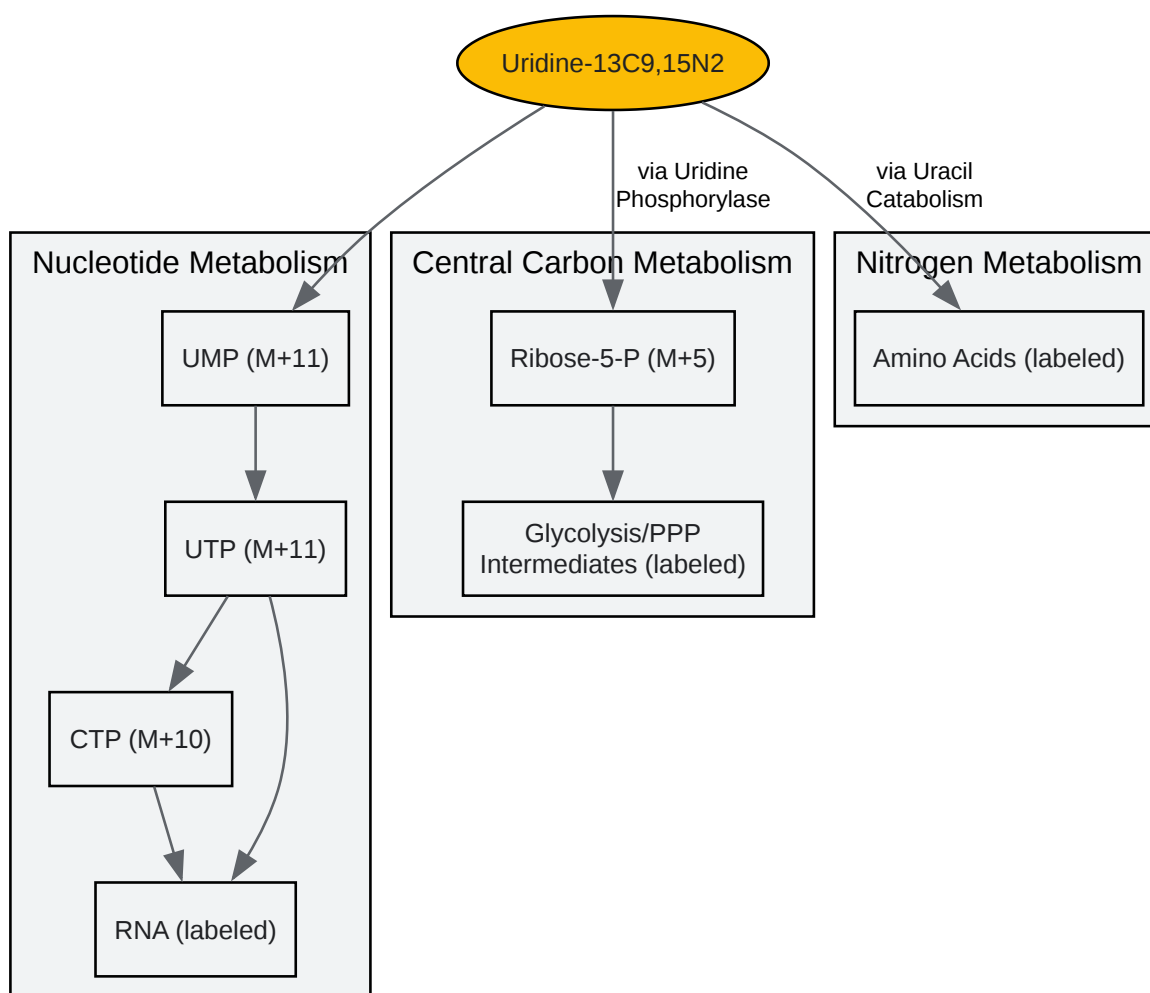 Uridine-13C9,15N2
via Uridine
Phosphorylase
via Uracil
Catabolism
Nucleotide Metabolism
UMP (M+11)
UTP (M+11)
CTP (M+10)
RNA (labeled)
Central Carbon Metabolism
Ribose-5-P (M+5)
Glycolysis/PPP
Intermediates (labeled)
Nitrogen Metabolism
Amino Acids (labeled)